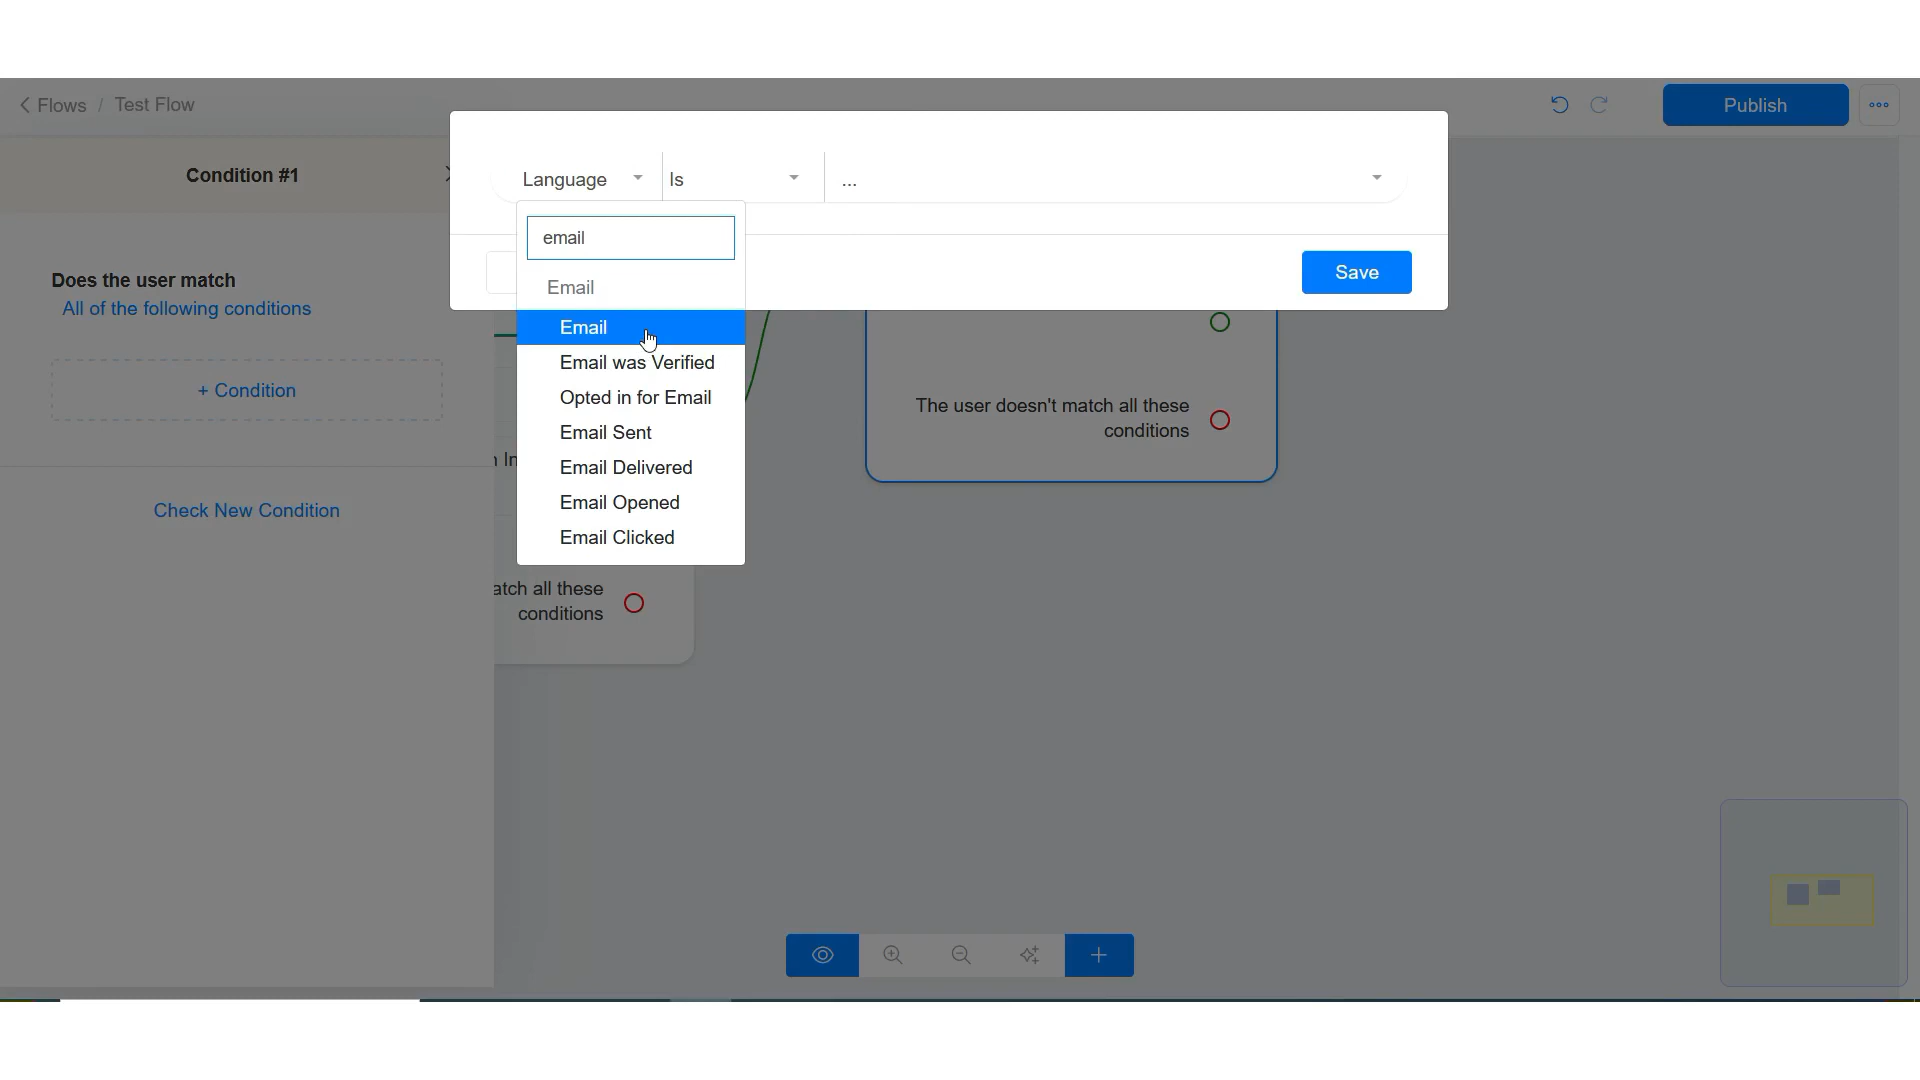 Flows / Test Flow
Publish
Condition #1
Language
Is
...
email
Email
Email
Email was Verified
Opted in for Email
Email Sent
Email Delivered
Email Opened
Email Clicked
Save
Does the user match
All of the following conditions
+ Condition
Check New Condition
The user doesn't match all these
conditions
n In
atch all these
conditions